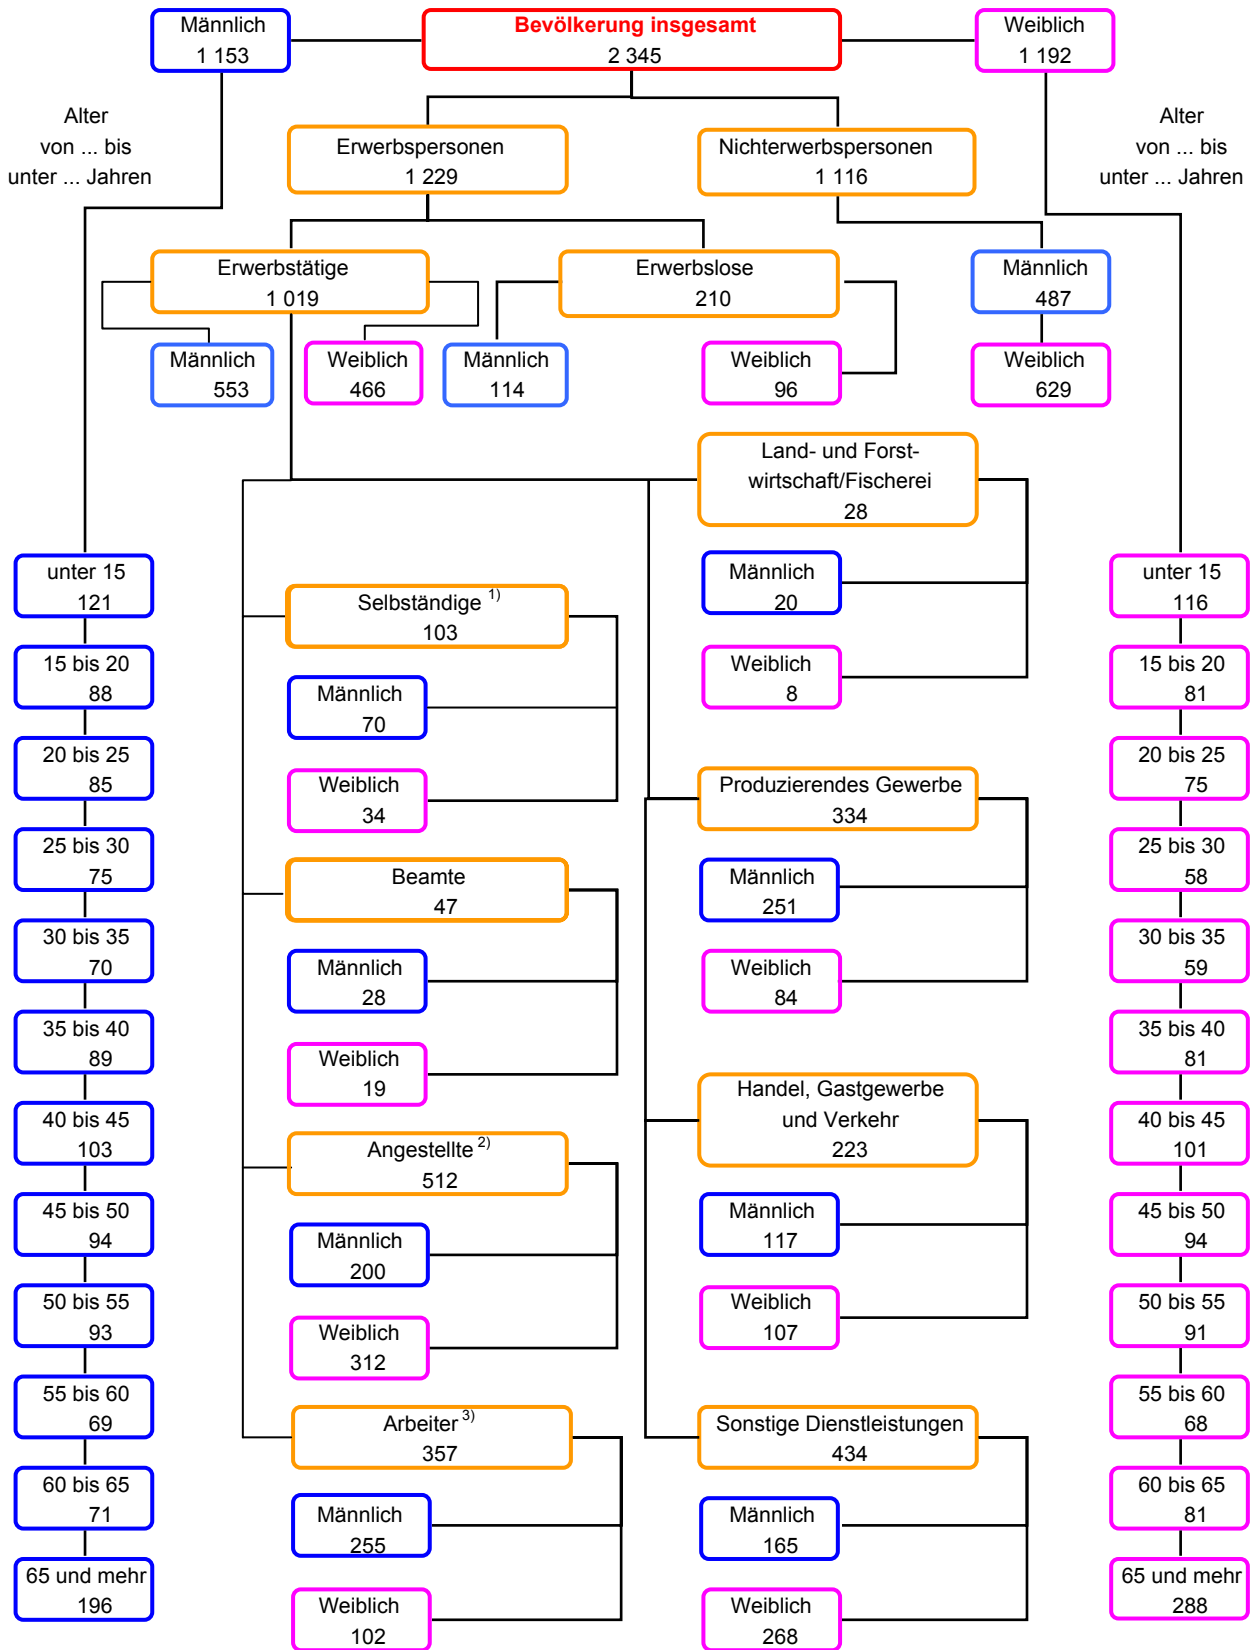 Männlich
1 153
Bevölkerung insgesamt
2 345
Weiblich
1 192
Alter
von ... bis
unter ... Jahren
Erwerbspersonen
1 229
Nichterwerbspersonen
1 116
Alter
von ... bis
unter ... Jahren
Erwerbstätige
1 019
Erwerbslose
210
Männlich
487
Männlich
553
Weiblich
466
Männlich
114
Weiblich
96
Weiblich
629
unter 15
121
15 bis 20
88
20 bis 25
85
25 bis 30
75
30 bis 35
70
35 bis 40
89
40 bis 45
103
45 bis 50
94
50 bis 55
93
55 bis 60
69
60 bis 65
71
65 und mehr
196
Selbständige 1)
103
Männlich
70
Weiblich
34
Beamte
47
Männlich
28
Weiblich
19
Angestellte 2)
512
Männlich
200
Weiblich
312
Arbeiter 3)
357
Männlich
255
Weiblich
102
Land- und Forst-
wirtschaft/Fischerei
28
Männlich
20
Weiblich
8
Produzierendes Gewerbe
334
Männlich
251
Weiblich
84
Handel, Gastgewerbe
und Verkehr
223
Männlich
117
Weiblich
107
Sonstige Dienstleistungen
434
Männlich
165
Weiblich
268
unter 15
116
15 bis 20
81
20 bis 25
75
25 bis 30
58
30 bis 35
59
35 bis 40
81
40 bis 45
101
45 bis 50
94
50 bis 55
91
55 bis 60
68
60 bis 65
81
65 und mehr
288